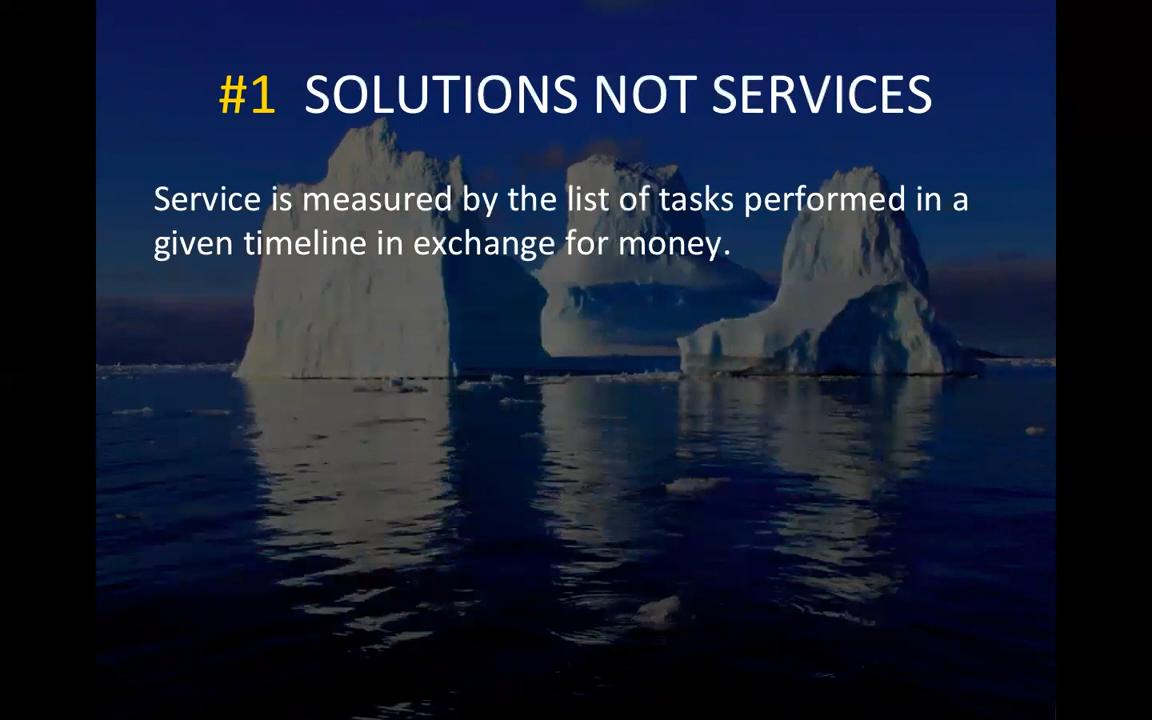 #1 SOLUTIONS NOT SERVICES
Service is measured by the list of tasks performed in a
given timeline in exchange for money.